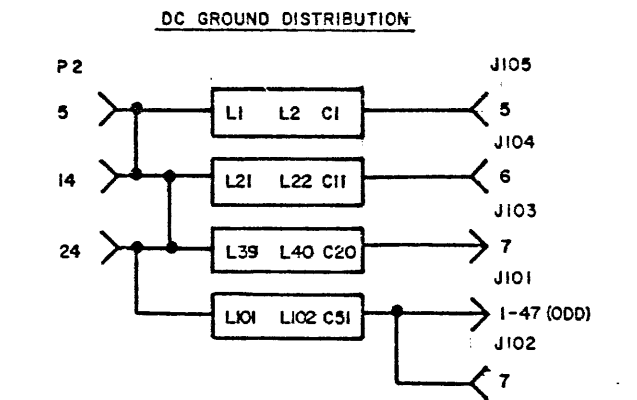 DC GROUND DISTRIBUTION
P2
J105
5
L1 L2 C1
5
J104
14
L21 L22 C11
6
J103
24
L39 L40 C20
7
J101
L101 L102 C51
1-47 (ODD)
J102
7